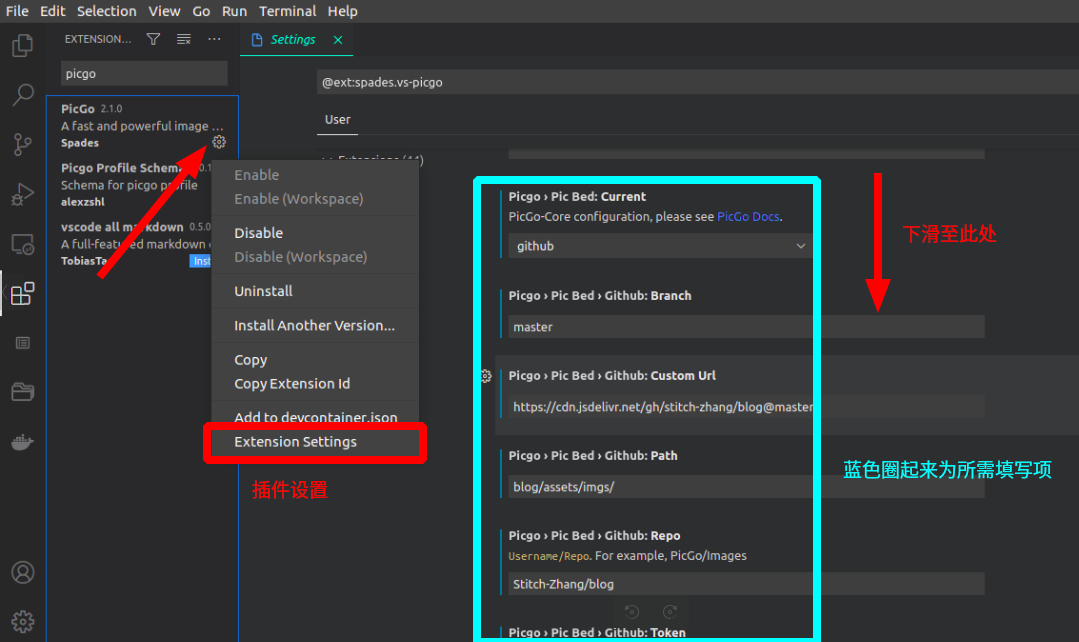 File Edit Selection View Go Run Terminal Help
EXTENSION...
Settings
picgo
@ext:spades.vs-picgo
PicGo 2.1.0
A fast and powerful image ...
Spades
User
Picgo Profile Schema 0.1
Schema for picgo profile
alexzshl
vscode all markdown 0.5.0
A full-featured markdown
TobiasTa
Inst
Enable
Enable (Workspace)
Disable
Disable (Workspace)
Uninstall
Install Another Version...
Copy
Copy Extension Id
Add to devcontainer.json
Extension Settings
插件设置
Extensions (44)
Picgo › Pic Bed: Current
PicGo-Core configuration, please see PicGo Docs.
github
Picgo › Pic Bed › Github: Branch
master
Picgo › Pic Bed › Github: Custom Url
https://cdn.jsdelivr.net/gh/stitch-zhang/blog@master
Picgo › Pic Bed › Github: Path
blog/assets/imgs/
Picgo › Pic Bed › Github: Repo
Username/Repo. For example, PicGo/Images
Stitch-Zhang/blog
Picgo › Pic Bed › Github: Token
下滑至此处
蓝色圈起来为所需填写项